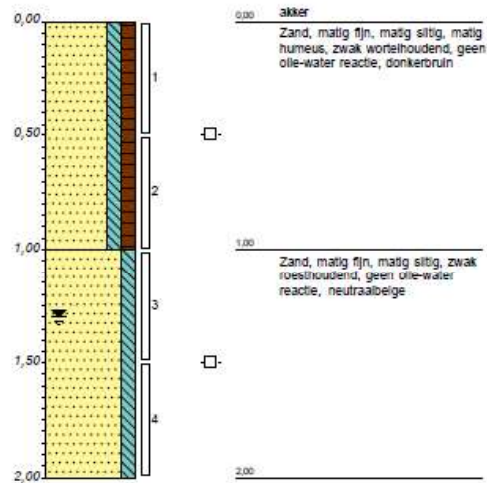 0,00
0,50
1,00
1,50
2,00
1
2
3
4
0,00
akker
Zand, matig fijn, matig siltig, matig
humeus, zwak wortelhoudend, geen
olie-water reactie, donkerbruin
1,00
Zand, matig fijn, matig siltig, zwak
roesthoudend, geen olie-water
reactie, neutraalbeige
2,00